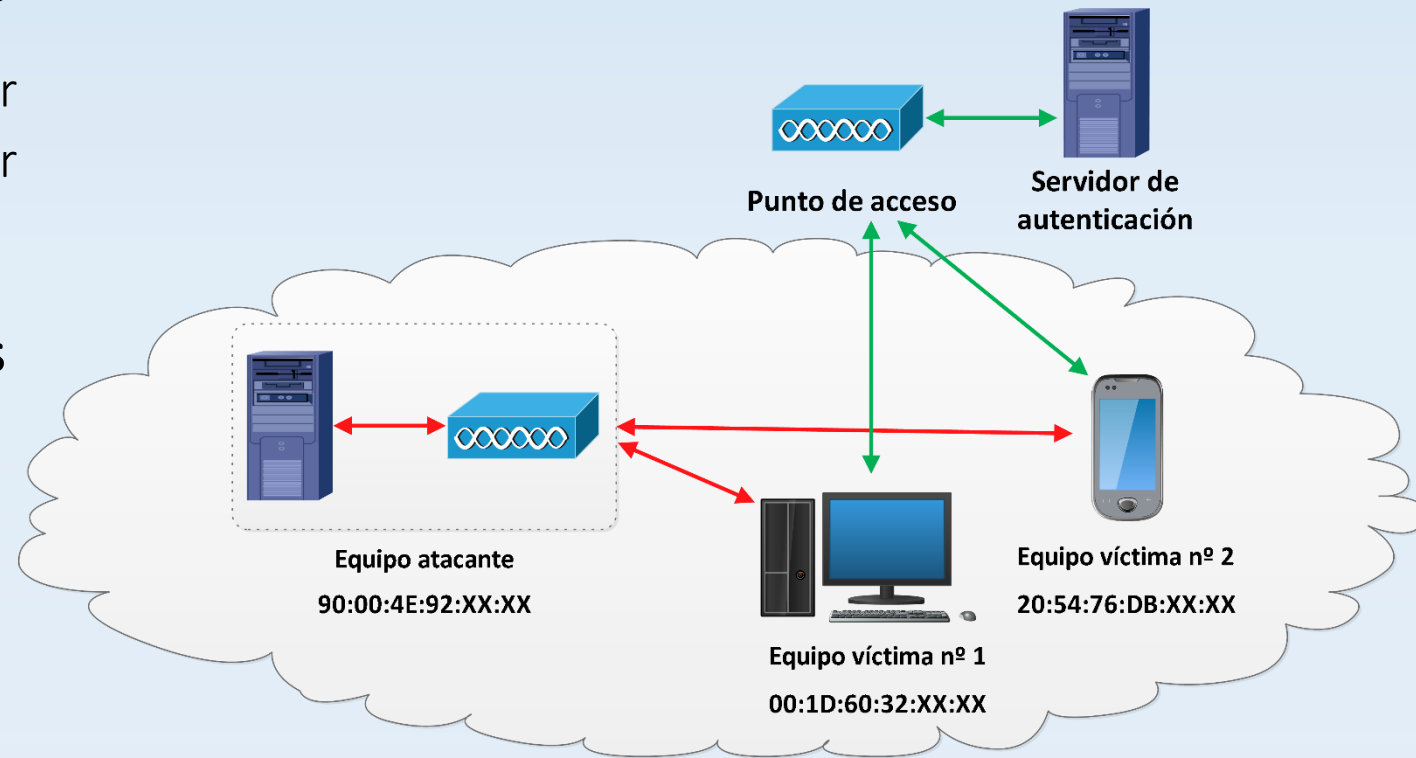 Servidor de
autenticación
Punto de acceso
Equipo atacante
90:00:4E:92:XX:XX
Equipo víctima nº 1
00:1D:60:32:XX:XX
Equipo víctima nº 2
20:54:76:DB:XX:XX